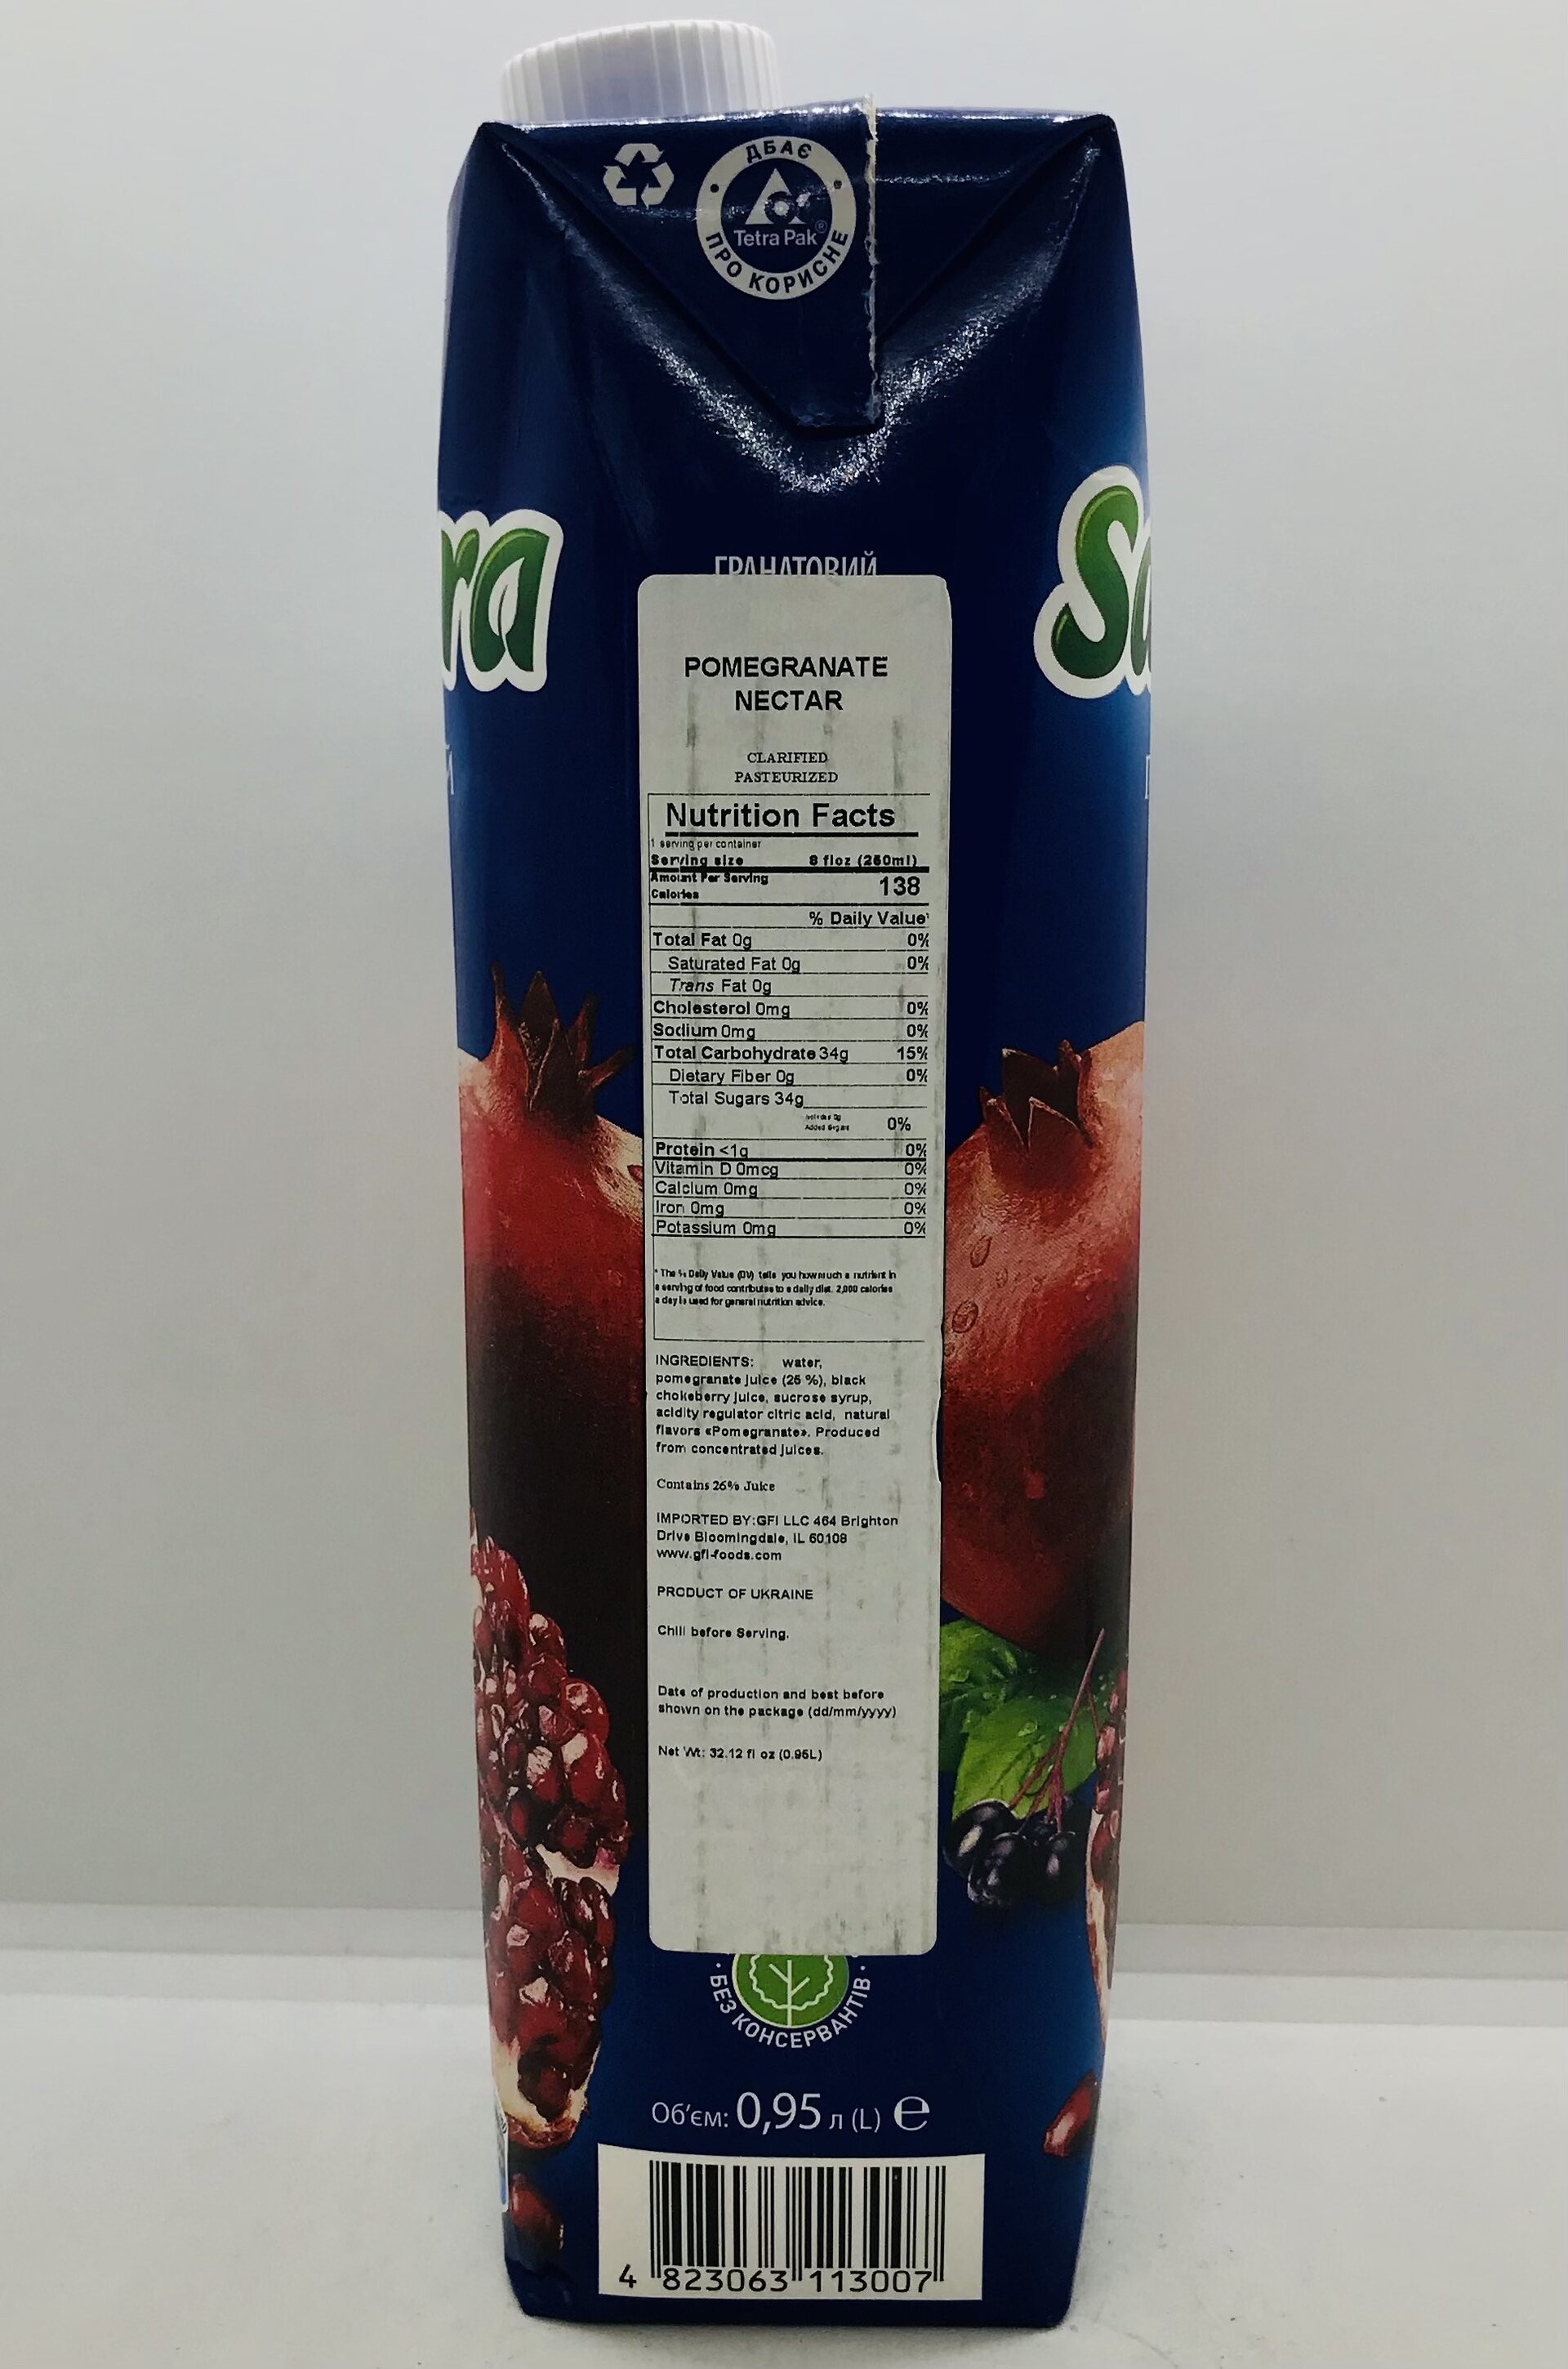 ДБАЄ
Tetra Pak®
ПРО КОРИСНЕ
ra
Sa
ГРАНАТОВИЙ
POMEGRANATE
NECTAR
CLARIFIED
PASTEURIZED
Nutrition Facts
1 serving per container
Serving size 8 floz (250ml)
Amount Per Serving
Calories 138
% Daily Value*
Total Fat 0g 0%
Saturated Fat 0g 0%
Trans Fat 0g
Cholesterol 0mg 0%
Sodium 0mg 0%
Total Carbohydrate 34g 15%
Dietary Fiber 0g 0%
Total Sugars 34g
Includes 0g
Added Sugars 0%
Protein <1g 0%
Vitamin D 0mcg 0%
Calcium 0mg 0%
Iron 0mg 0%
Potassium 0mg 0%
* The % Daily Value (DV) tells you how much a nutrient in
a serving of food contributes to a daily diet. 2,000 calories
a day is used for general nutrition advice.
INGREDIENTS: water,
pomegranate juice (26 %), black
chokeberry juice, sucrose syrup,
acidity regulator citric acid, natural
flavors «Pomegranate». Produced
from concentrated juices.
Contains 26% Juice
IMPORTED BY:GFI LLC 464 Brighton
Drive Bloomingdale, IL 60108
www.gfi-foods.com
PRODUCT OF UKRAINE
Chill before Serving.
Date of production and best before
shown on the package (dd/mm/yyyy)
Net Wt: 32.12 fl oz (0.95L)
· БЕЗ КОНСЕРВАНТІВ ·
Об'єм: 0,95 л (L) ℮
4 823063 113007